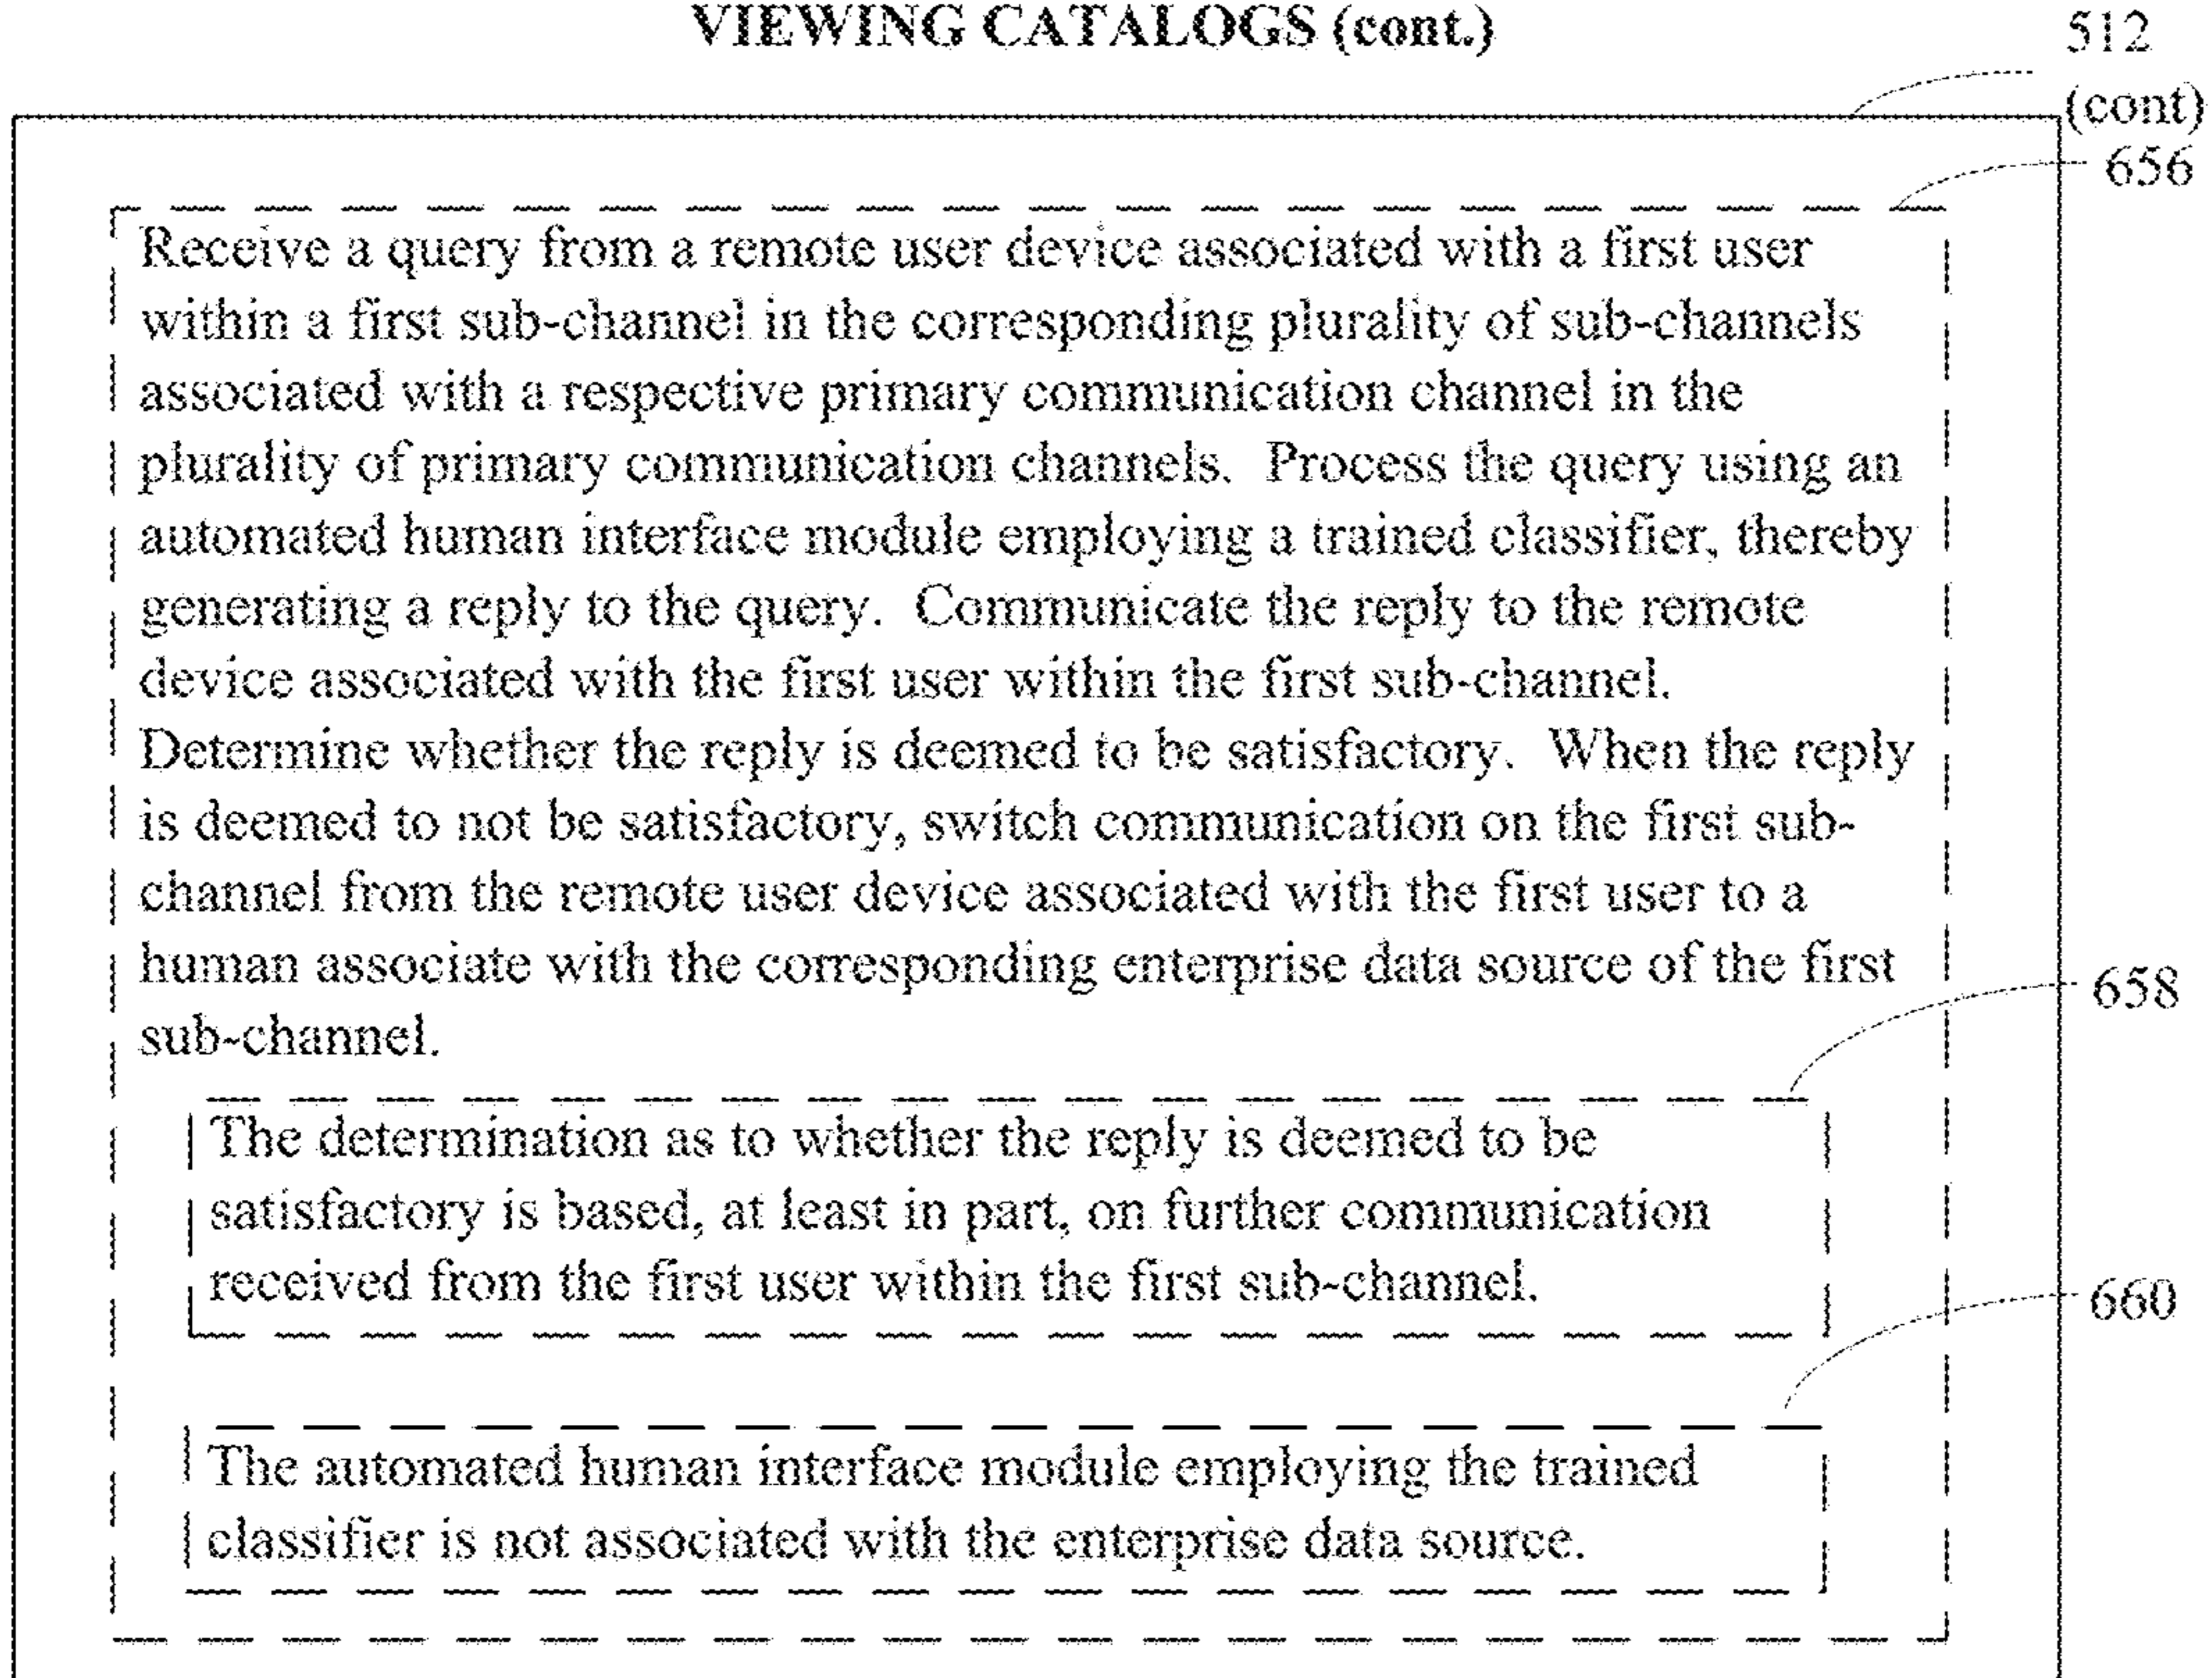 VIEWING CATALOGS (cont.)
512
(cont)
656
Receive a query from a remote user device associated with a first user
within a first sub-channel in the corresponding plurality of sub-channels
associated with a respective primary communication channel in the
plurality of primary communication channels. Process the query using an
automated human interface module employing a trained classifier, thereby
generating a reply to the query. Communicate the reply to the remote
device associated with the first user within the first sub-channel.
Determine whether the reply is deemed to be satisfactory. When the reply
is deemed to not be satisfactory, switch communication on the first sub-
channel from the remote user device associated with the first user to a
human associate with the corresponding enterprise data source of the first
sub-channel.
658
The determination as to whether the reply is deemed to be
satisfactory is based, at least in part, on further communication
received from the first user within the first sub-channel.
660
The automated human interface module employing the trained
classifier is not associated with the enterprise data source.